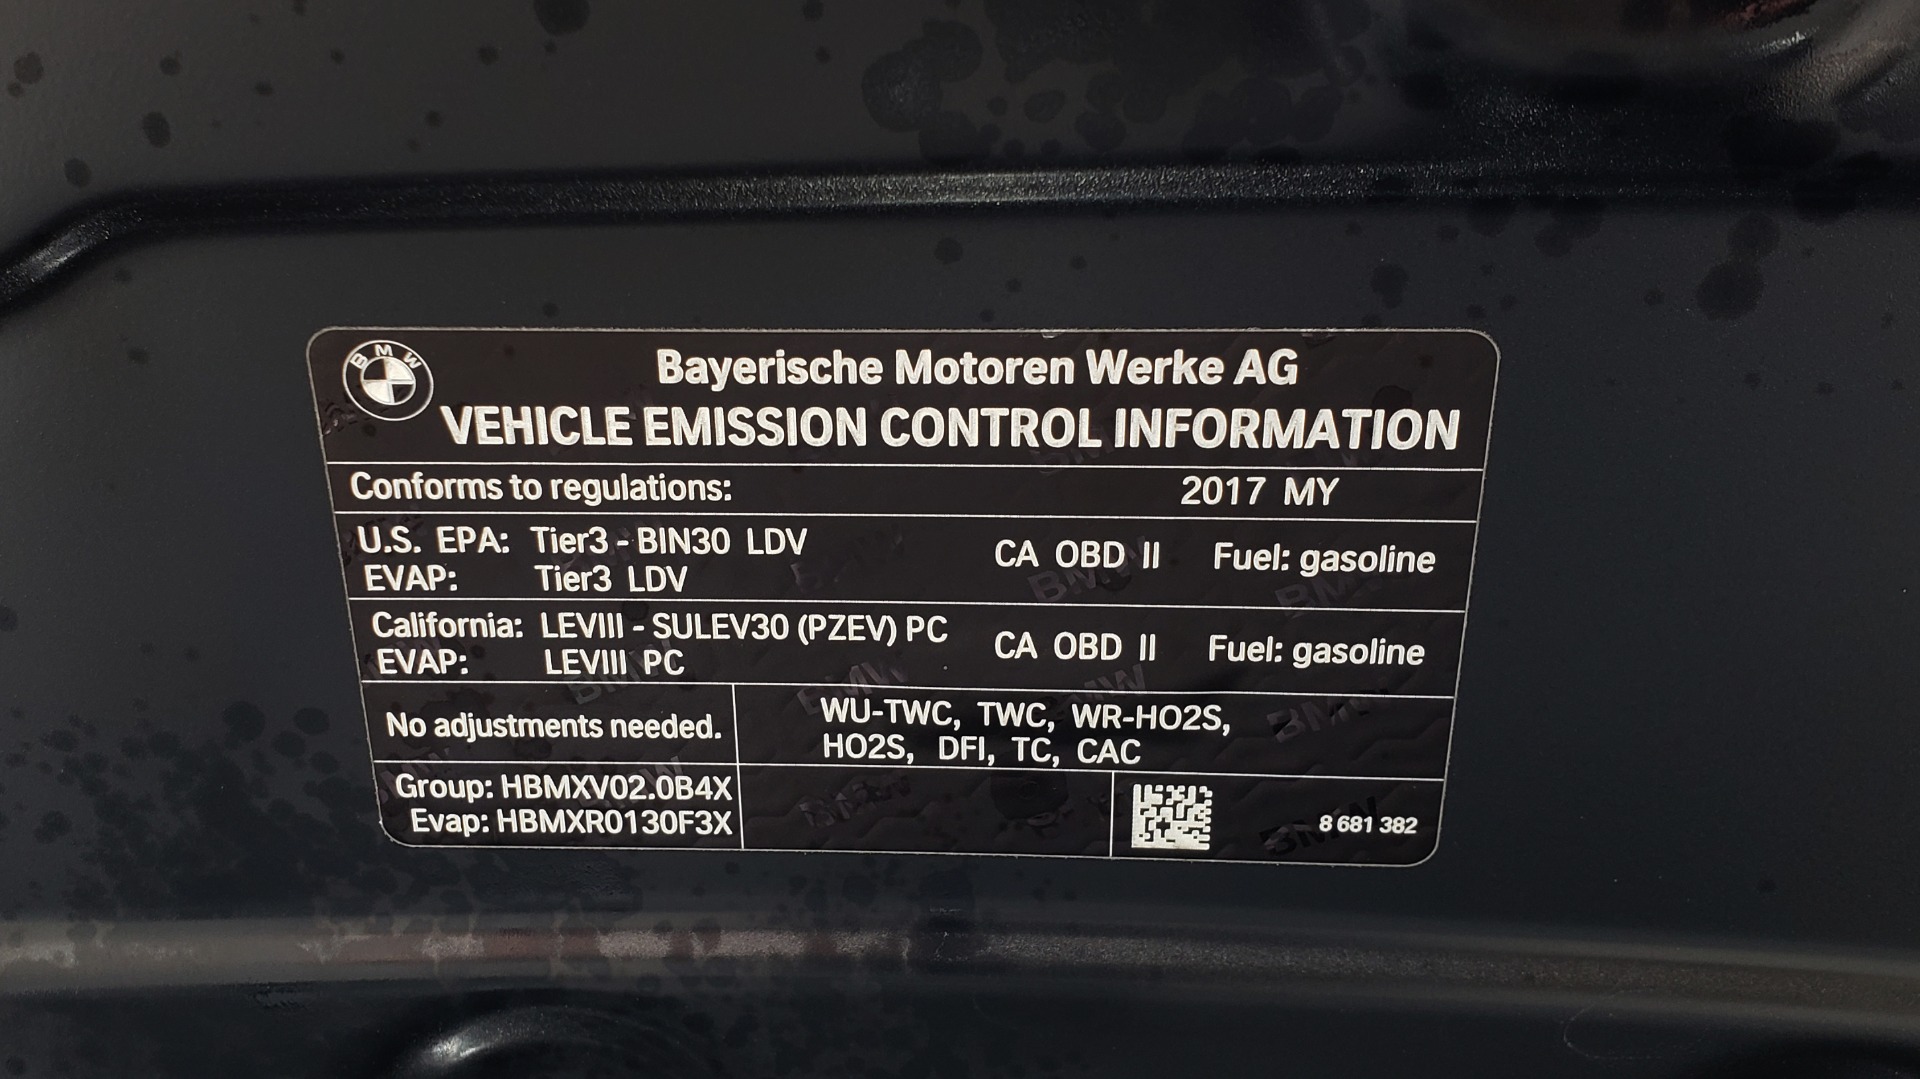 BMW
Bayerische Motoren Werke AG
VEHICLE EMISSION CONTROL INFORMATION
Conforms to regulations: 2017 MY
U.S. EPA: Tier3 - BIN30 LDV CA OBD II Fuel: gasoline
EVAP: Tier3 LDV
California: LEVIII - SULEV30 (PZEV) PC CA OBD II Fuel: gasoline
EVAP: LEVIII PC
No adjustments needed.
WU-TWC, TWC, WR-HO2S,
HO2S, DFI, TC, CAC
Group: HBMXV02.0B4X
Evap: HBMXR0130F3X
8 681 382